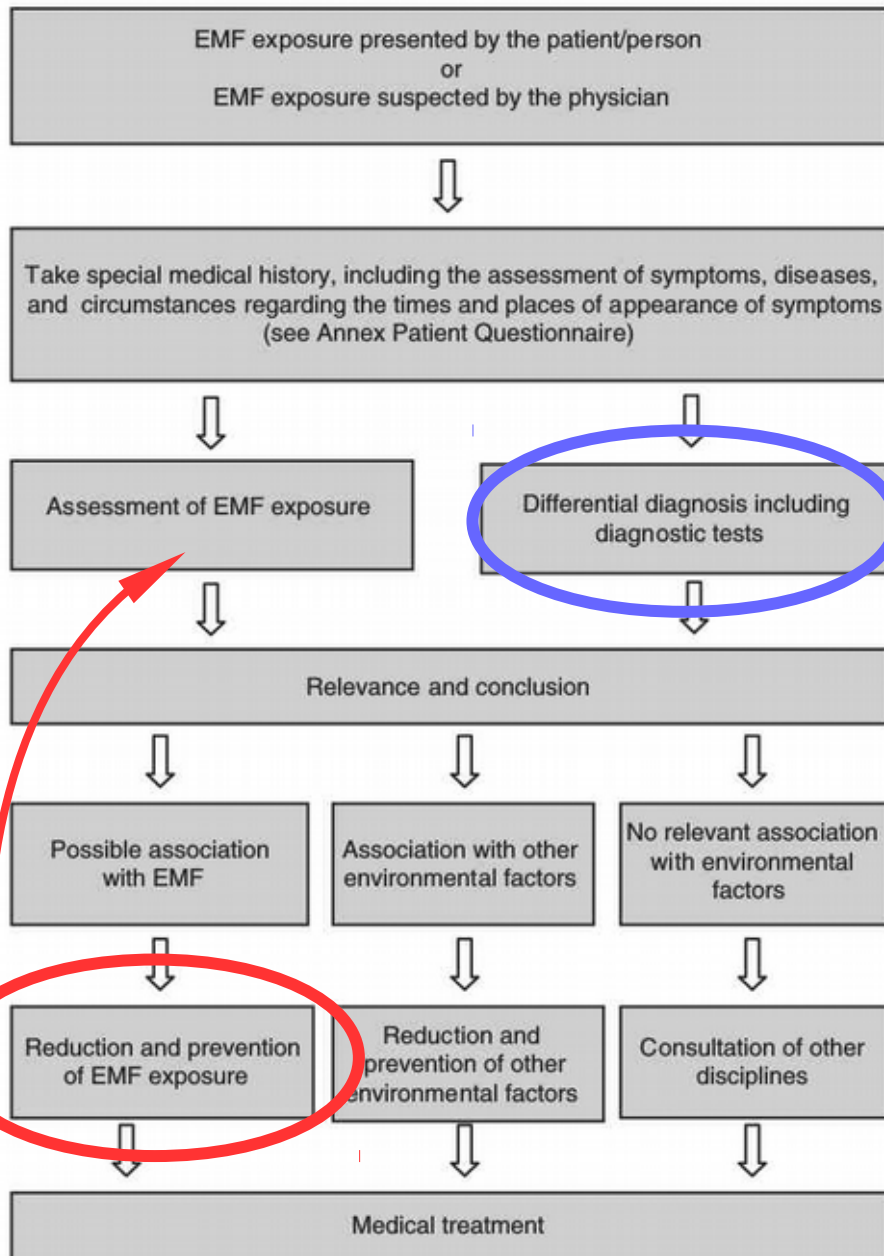 EMF exposure presented by the patient/person
or
EMF exposure suspected by the physician
Take special medical history, including the assessment of symptoms, diseases,
and circumstances regarding the times and places of appearance of symptoms
(see Annex Patient Questionnaire)
Assessment of EMF exposure
Differential diagnosis including
diagnostic tests
Relevance and conclusion
Possible association
with EMF
Association with other
environmental factors
No relevant association
with environmental
factors
Reduction and prevention
of EMF exposure
Reduction and
prevention of other
environmental factors
Consultation of other
disciplines
Medical treatment